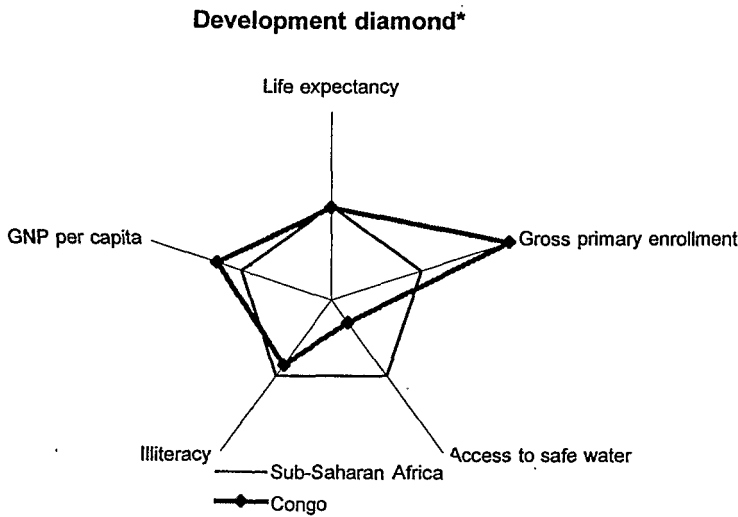 Development diamond*
Life expectancy
GNP per capita
Gross primary enrollment
Illiteracy
Access to safe water
Sub-Saharan Africa
Congo